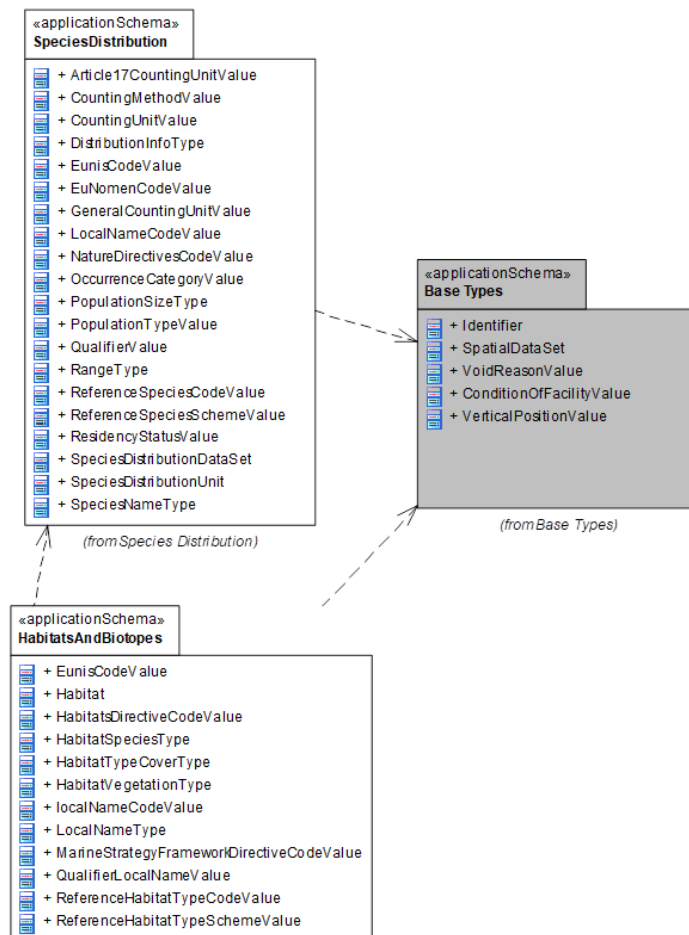 «applicationSchema»
SpeciesDistribution
+ Article17CountingUnitValue
+ CountingMethodValue
+ CountingUnitValue
+ DistributionInfoType
+ EunisCodeValue
+ EuNomenCodeValue
+ GeneralCountingUnitValue
+ LocalNameCodeValue
+ NatureDirectivesCodeValue
+ OccurrenceCategoryValue
+ PopulationSizeType
+ PopulationTypeValue
+ QualifierValue
+ RangeType
+ ReferenceSpeciesCodeValue
+ ReferenceSpeciesSchemeValue
+ ResidencyStatusValue
+ SpeciesDistributionDataSet
+ SpeciesDistributionUnit
+ SpeciesNameType
(from Species Distribution)
«applicationSchema»
Base Types
+ Identifier
+ SpatialDataSet
+ VoidReasonValue
+ ConditionOfFacilityValue
+ VerticalPositionValue
(from Base Types)
«applicationSchema»
HabitatsAndBiotopes
+ EunisCodeValue
+ Habitat
+ HabitatsDirectiveCodeValue
+ HabitatSpeciesType
+ HabitatTypeCoverType
+ HabitatVegetationType
+ localNameCodeValue
+ LocalNameType
+ MarineStrategyFrameworkDirectiveCodeValue
+ QualifierLocalNameValue
+ ReferenceHabitatTypeCodeValue
+ ReferenceHabitatTypeSchemeValue